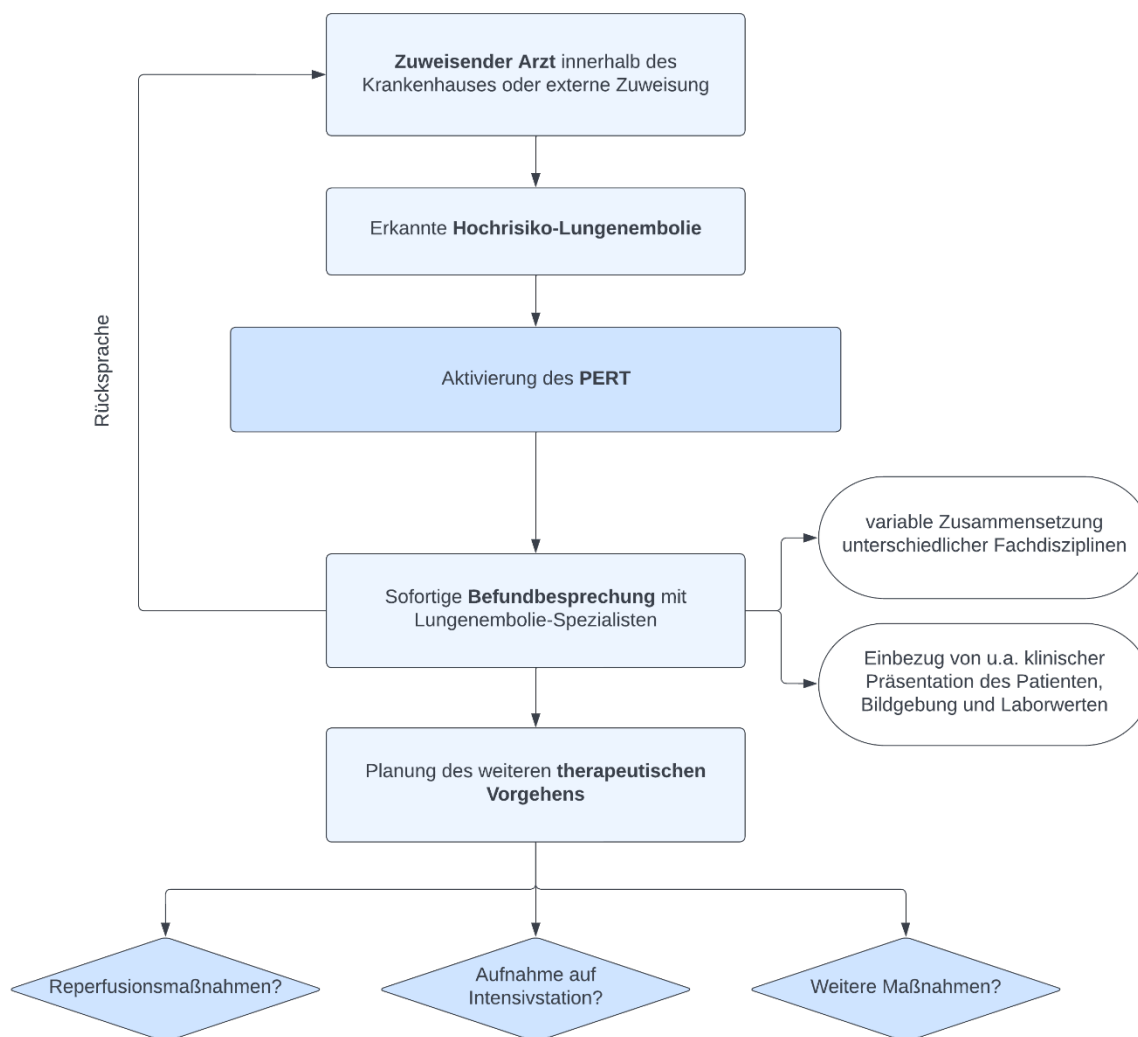 Zuweisender Arzt innerhalb des
Krankenhauses oder externe Zuweisung
Erkannte Hochrisiko-Lungenembolie
Rücksprache
Aktivierung des PERT
variable Zusammensetzung
unterschiedlicher Fachdisziplinen
Sofortige Befundbesprechung mit
Lungenembolie-Spezialisten
Einbezug von u.a. klinischer
Präsentation des Patienten,
Bildgebung und Laborwerten
Planung des weiteren therapeutischen
Vorgehens
Reperfusionsmaßnahmen?
Aufnahme auf
Intensivstation?
Weitere Maßnahmen?